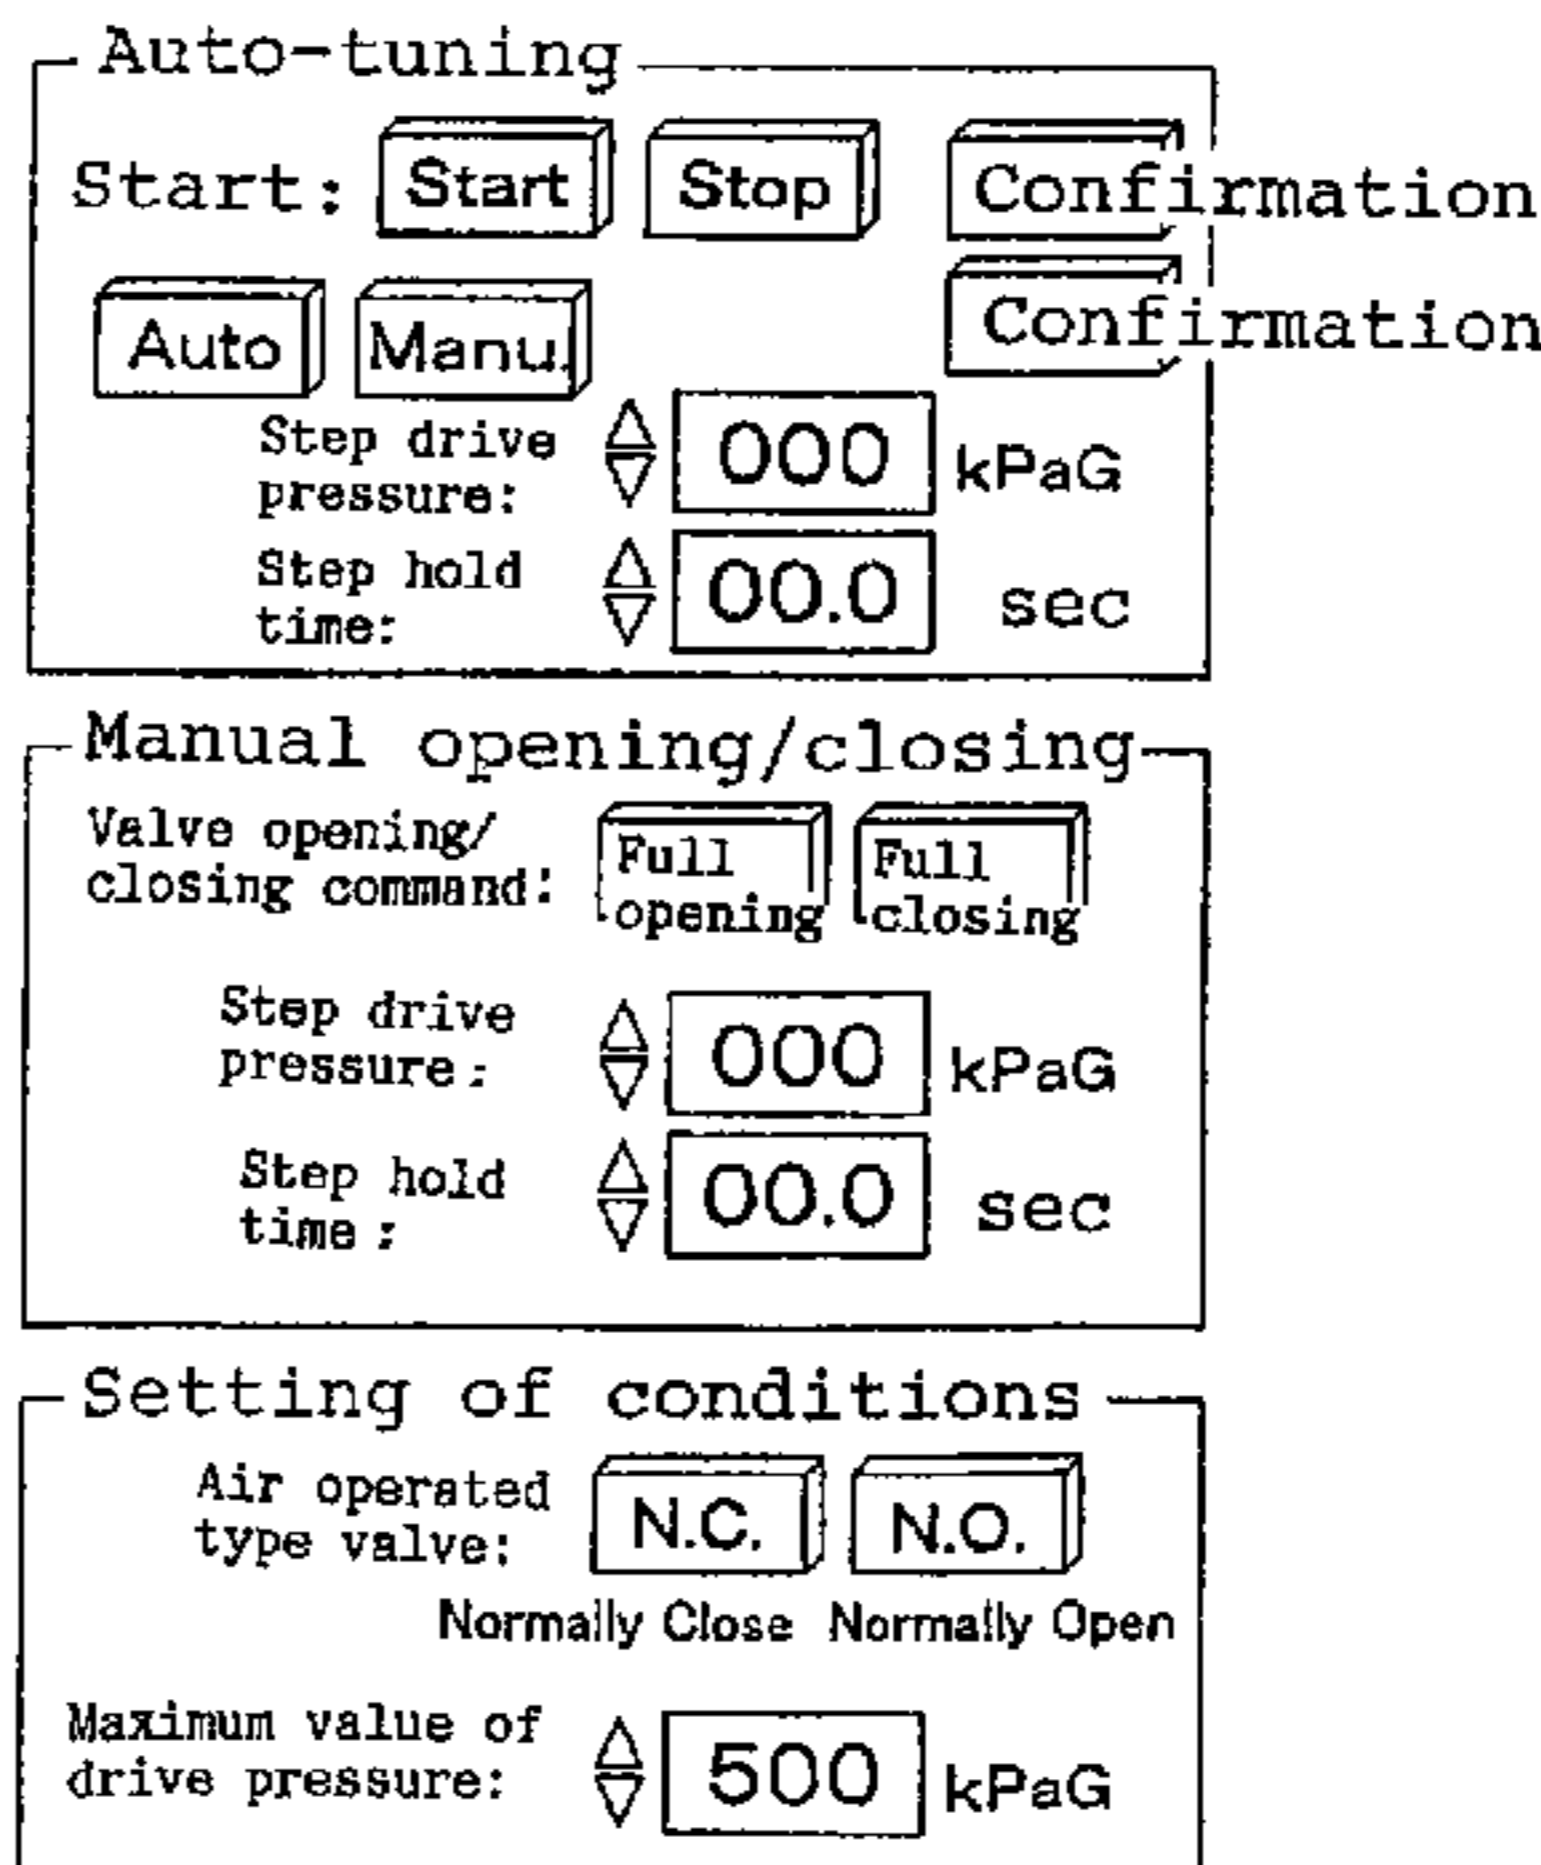 Auto-tuning
Start: Start Stop Confirmation
Auto Manu. Confirmation
Step drive
pressure: 000 kPaG
Step hold
time: 00.0 sec
Manual opening/closing
Valve opening/
closing command: Full opening Full closing
Step drive
pressure: 000 kPaG
Step hold
time: 00.0 sec
Setting of conditions
Air operated
type valve: N.C. N.O.
Normally Close Normally Open
Maximum value of
drive pressure: 500 kPaG